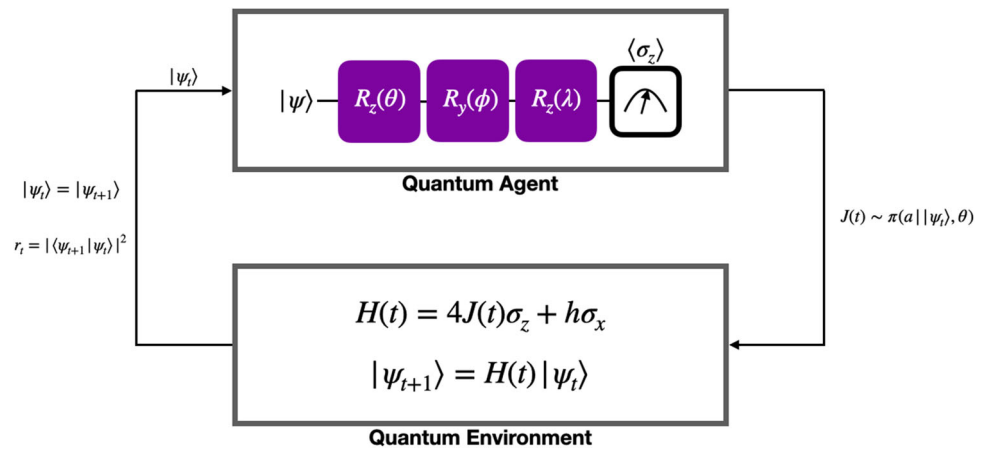 ⟨σ_z⟩
|ψ_t⟩
|ψ⟩ R_z(θ) R_y(ϕ) R_z(λ)
Quantum Agent
|ψ_t⟩ = |ψ_{t+1}⟩
r_t = |⟨ψ_{t+1}|ψ_t⟩|²
J(t) ∼ π(a||ψ_t⟩, θ)
H(t) = 4J(t)σ_z + hσ_x
|ψ_{t+1}⟩ = H(t)|ψ_t⟩
Quantum Environment